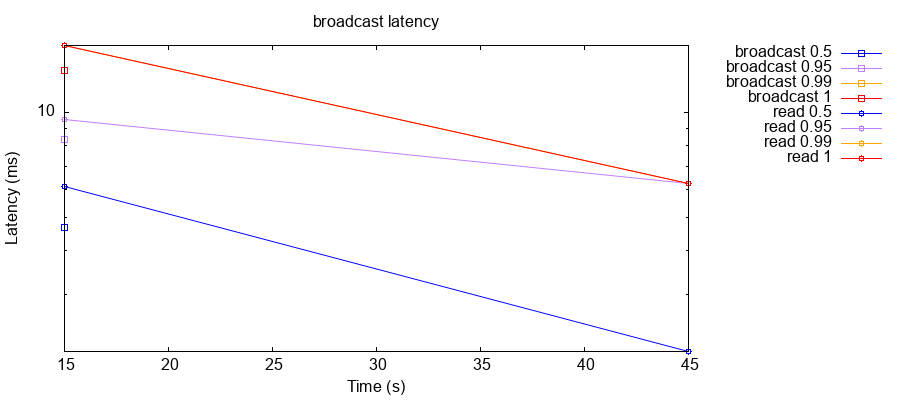 broadcast latency
broadcast 0.5
broadcast 0.95
broadcast 0.99
broadcast 1
read 0.5
read 0.95
read 0.99
read 1
10
Latency (ms)
15 20 25 30 35 40 45
Time (s)